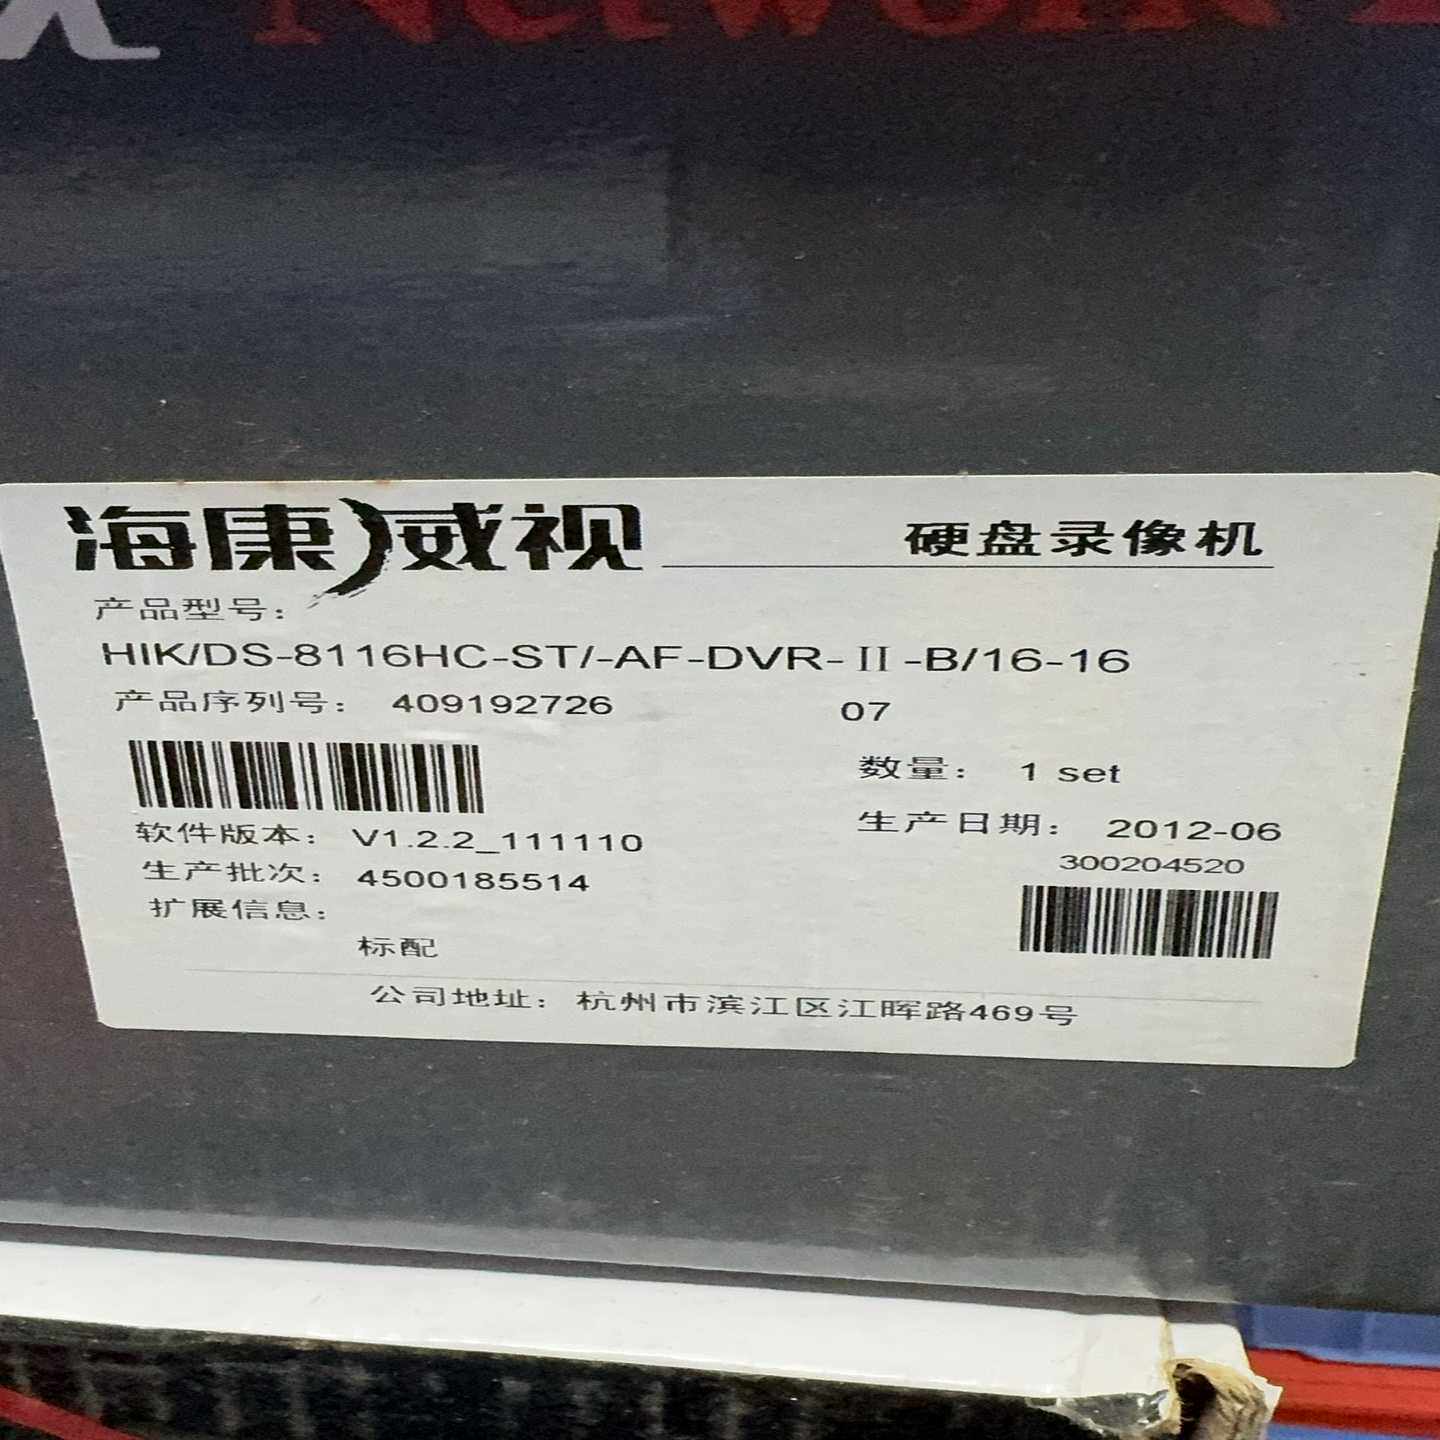 Network
海康威视
硬盘录像机
产品型号：
HIK/DS-8116HC-ST/-AF-DVR-II-B/16-16
产品序列号： 409192726 07
数量： 1 set
软件版本： V1.2.2_111110
生产日期： 2012-06
生产批次： 4500185514
300204520
扩展信息：
标配
公司地址： 杭州市滨江区江晖路469号